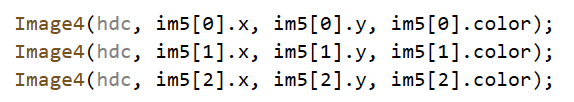 Image4(hdc, im5[0].x, im5[0].y, im5[0].color);
Image4(hdc, im5[1].x, im5[1].y, im5[1].color);
Image4(hdc, im5[2].x, im5[2].y, im5[2].color);